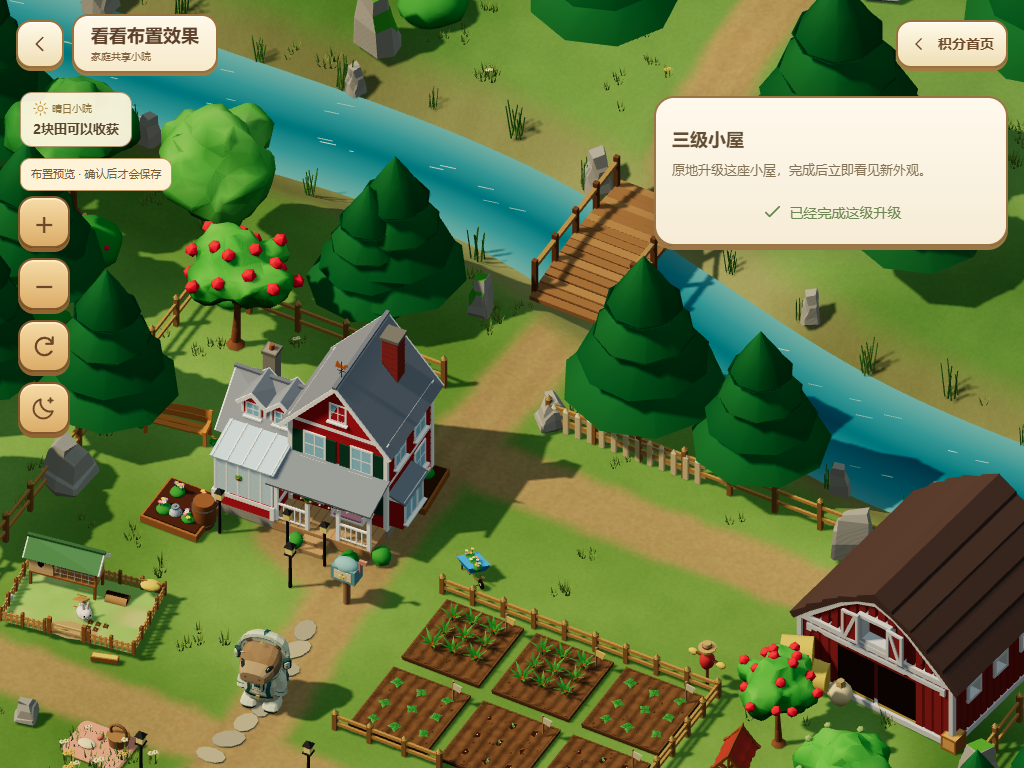 看看布置效果
家庭共享小院
积分首页
晴日小院
2块田可以收获
布置预览 · 确认后才会保存
三级小屋
原地升级这座小屋，完成后立即看见新外观。
已经完成这级升级